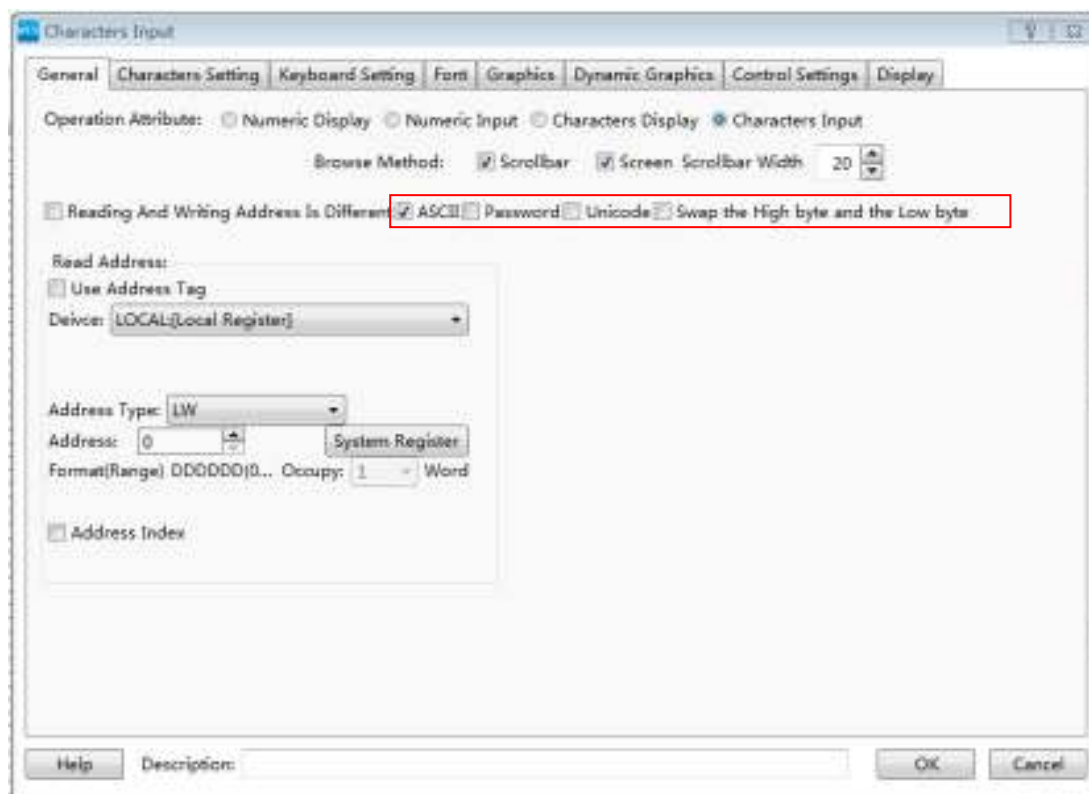 Characters Input
General Characters Setting Keyboard Setting Font Graphics Dynamic Graphics Control Settings Display
Operation Attribute: Numeric Display Numeric Input Characters Display Characters Input
Browse Method: Scrollbar Screen Scrollbar Width 20
Reading And Writing Address Is Different ASCII Password Unicode Swap the High byte and the Low byte
Read Address:
Use Address Tag
Deivce: LOCAL:[Local Register]
Address Type: LW
Address: 0 System Register
Format(Range) DDDDDD(0... Occupy: 1 Word
Address Index
Help Description: OK Cancel